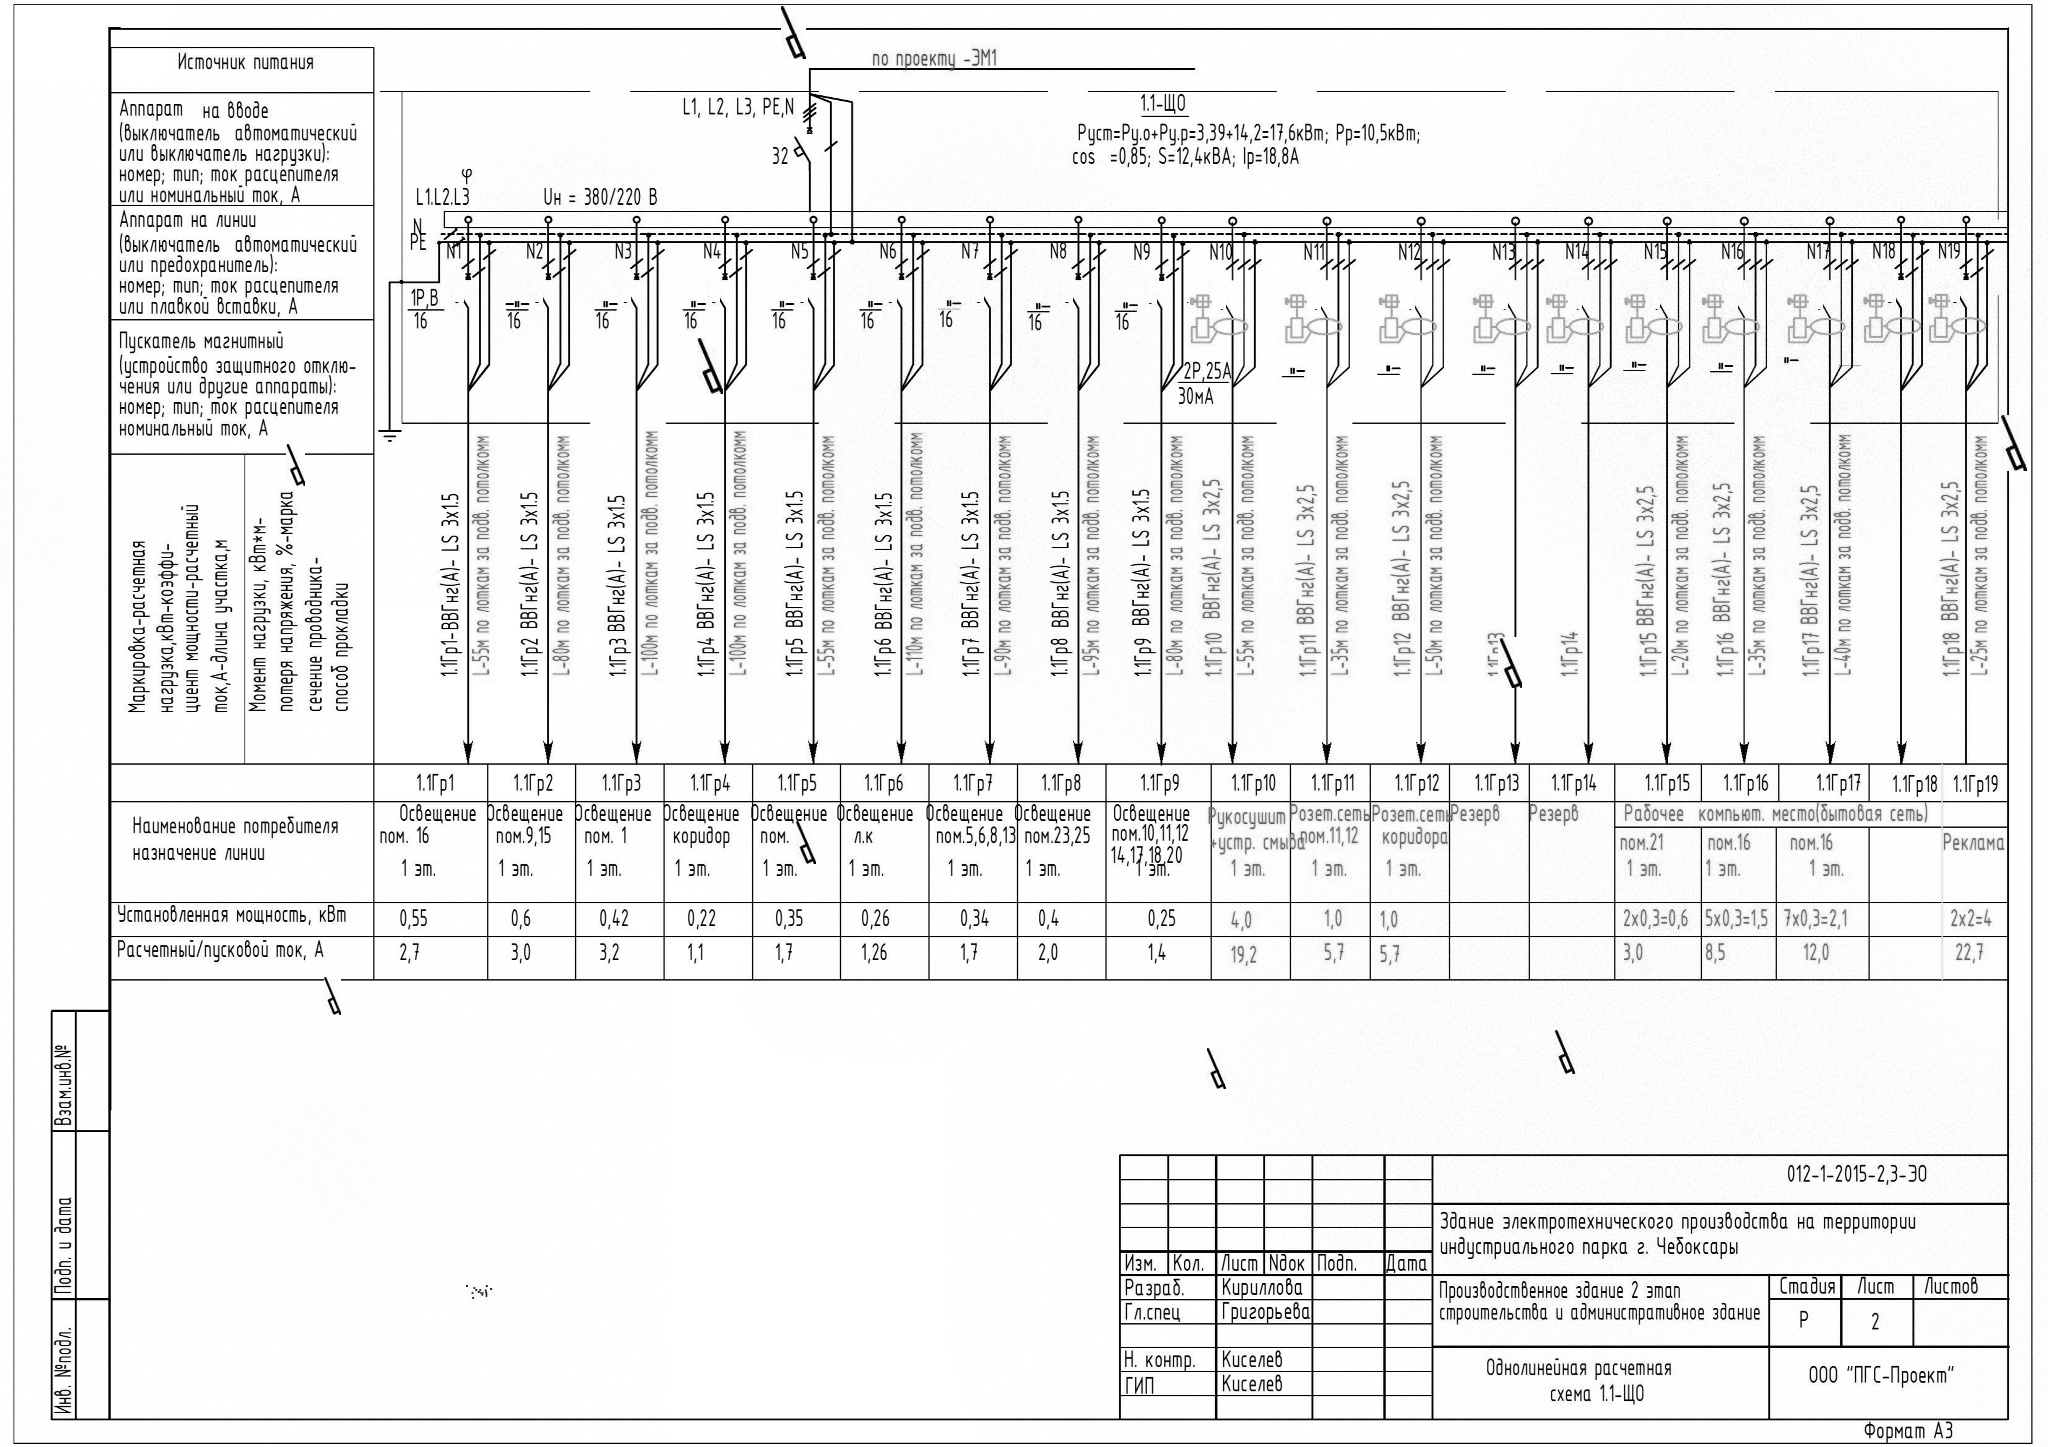 Источник питания
Аппарат на вводе
(выключатель автоматический
или выключатель нагрузки):
номер; тип; ток расцепителя
или номинальный ток, А
Аппарат на линии
(выключатель автоматический
или предохранитель):
номер; тип; ток расцепителя
или плавкой вставки, А
Пускатель магнитный
(устройство защитного отклю-
чения или другие аппараты):
номер; тип; ток расцепителя
номинальный ток, А
Маркировка-расчетная
нагрузка,кВт-коэффи-
циент мощности-расчетный
ток,А-длина участка,м
Момент нагрузки, кВт*м-
потеря напряжения, %-марка
сечение проводника-
способ прокладки
по проекту -ЭМ1
L1, L2, L3, PE,N
32
1.1-ЩО
Руст=Ру.о+Ру.р=3,39+14,2=17,6кВт; Рр=10,5кВт;
cos =0,85; S=12,4кВА; Iр=18,8А
φ
L1.L2.L3
Uн = 380/220 В
N
PE
N1 N2 N3 N4 N5 N6 N7 N8 N9 N10 N11 N12 N13 N14 N15 N16 N17 N18 N19
1Р,В
16 16 16 16 16 16 16 16 16
2Р,25А
30мА
1.1Гр1-ВВГнг(А)- LS 3х1.5
L-55м по лоткам за подв. потолкомм
1.1Гр2 ВВГнг(А)- LS 3х1.5
L-80м по лоткам за подв. потолкомм
1.1Гр3 ВВГнг(А)- LS 3х1.5
L-100м по лоткам за подв. потолкомм
1.1Гр4 ВВГнг(А)- LS 3х1.5
L-100м по лоткам за подв. потолкомм
1.1Гр5 ВВГнг(А)- LS 3х1.5
L-55м по лоткам за подв. потолкомм
1.1Гр6 ВВГнг(А)- LS 3х1.5
L-110м по лоткам за подв. потолкомм
1.1Гр7 ВВГнг(А)- LS 3х1.5
L-90м по лоткам за подв. потолкомм
1.1Гр8 ВВГнг(А)- LS 3х1.5
L-95м по лоткам за подв. потолкомм
1.1Гр9 ВВГнг(А)- LS 3х1.5
L-80м по лоткам за подв. потолкомм
1.1Гр10 ВВГнг(А)- LS 3х2,5
L-55м по лоткам за подв. потолкомм
1.1Гр11 ВВГнг(А)- LS 3х2,5
L-35м по лоткам за подв. потолкомм
1.1Гр12 ВВГнг(А)- LS 3х2,5
L-50м по лоткам за подв. потолкомм
1.1Гр14
1.1Гр15 ВВГнг(А)- LS 3х2,5
L-20м по лоткам за подв. потолкомм
1.1Гр16 ВВГнг(А)- LS 3х2,5
L-35м по лоткам за подв. потолкомм
1.1Гр17 ВВГнг(А)- LS 3х2,5
L-40м по лоткам за подв. потолкомм
1.1Гр18 ВВГнг(А)- LS 3х2,5
L-25м по лоткам за подв. потолкомм
1.1Гр1 1.1Гр2 1.1Гр3 1.1Гр4 1.1Гр5 1.1Гр6 1.1Гр7 1.1Гр8 1.1Гр9 1.1Гр10 1.1Гр11 1.1Гр12 1.1Гр13 1.1Гр14 1.1Гр15 1.1Гр16 1.1Гр17 1.1Гр18 1.1Гр19
Наименование потребителя
назначение линии
Освещение
пом. 16
1 эт.
Освещение
пом.9,15
1 эт.
Освещение
пом. 1
1 эт.
Освещение
коридор
1 эт.
Освещение
пом.
1 эт.
Освещение
л.к
1 эт.
Освещение
пом.5,6,8,13
1 эт.
Освещение
пом.23,25
1 эт.
Освещение
пом.10,11,12
14,17,18,20
1 эт.
Рукосушит
+устр. смыва
1 эт.
Розет.сеть
пом.11,12
1 эт.
Розет.сеть
коридора
1 эт.
Резерв
Резерв
Рабочее компьют. место(бытовая сеть)
пом.21
1 эт.
пом.16
1 эт.
пом.16
1 эт.
Реклама
Установленная мощность, кВт 0,55 0,6 0,42 0,22 0,35 0,26 0,34 0,4 0,25 4,0 1,0 1,0 2х0,3=0,6 5х0,3=1,5 7х0,3=2,1 2х2=4
Расчетный/пусковой ток, А 2,7 3,0 3,2 1,1 1,7 1,26 1,7 2,0 1,4 19,2 5,7 5,7 3,0 8,5 12,0 22,7
Взам.инв.№
Подп. и дата
Инв. №подл.
012-1-2015-2,3-ЭО
Здание электротехнического производства на территории
индустриального парка г. Чебоксары
Изм. Кол. Лист Nдок Подп. Дата
Разраб. Кириллова
Гл.спец Григорьева
Н. контр. Киселев
ГИП Киселев
Производственное здание 2 этап
строительства и административное здание
Стадия Лист Листов
Р 2
Однолинейная расчетная
схема 1.1-ЩО
ООО "ПГС-Проект"
Формат А3